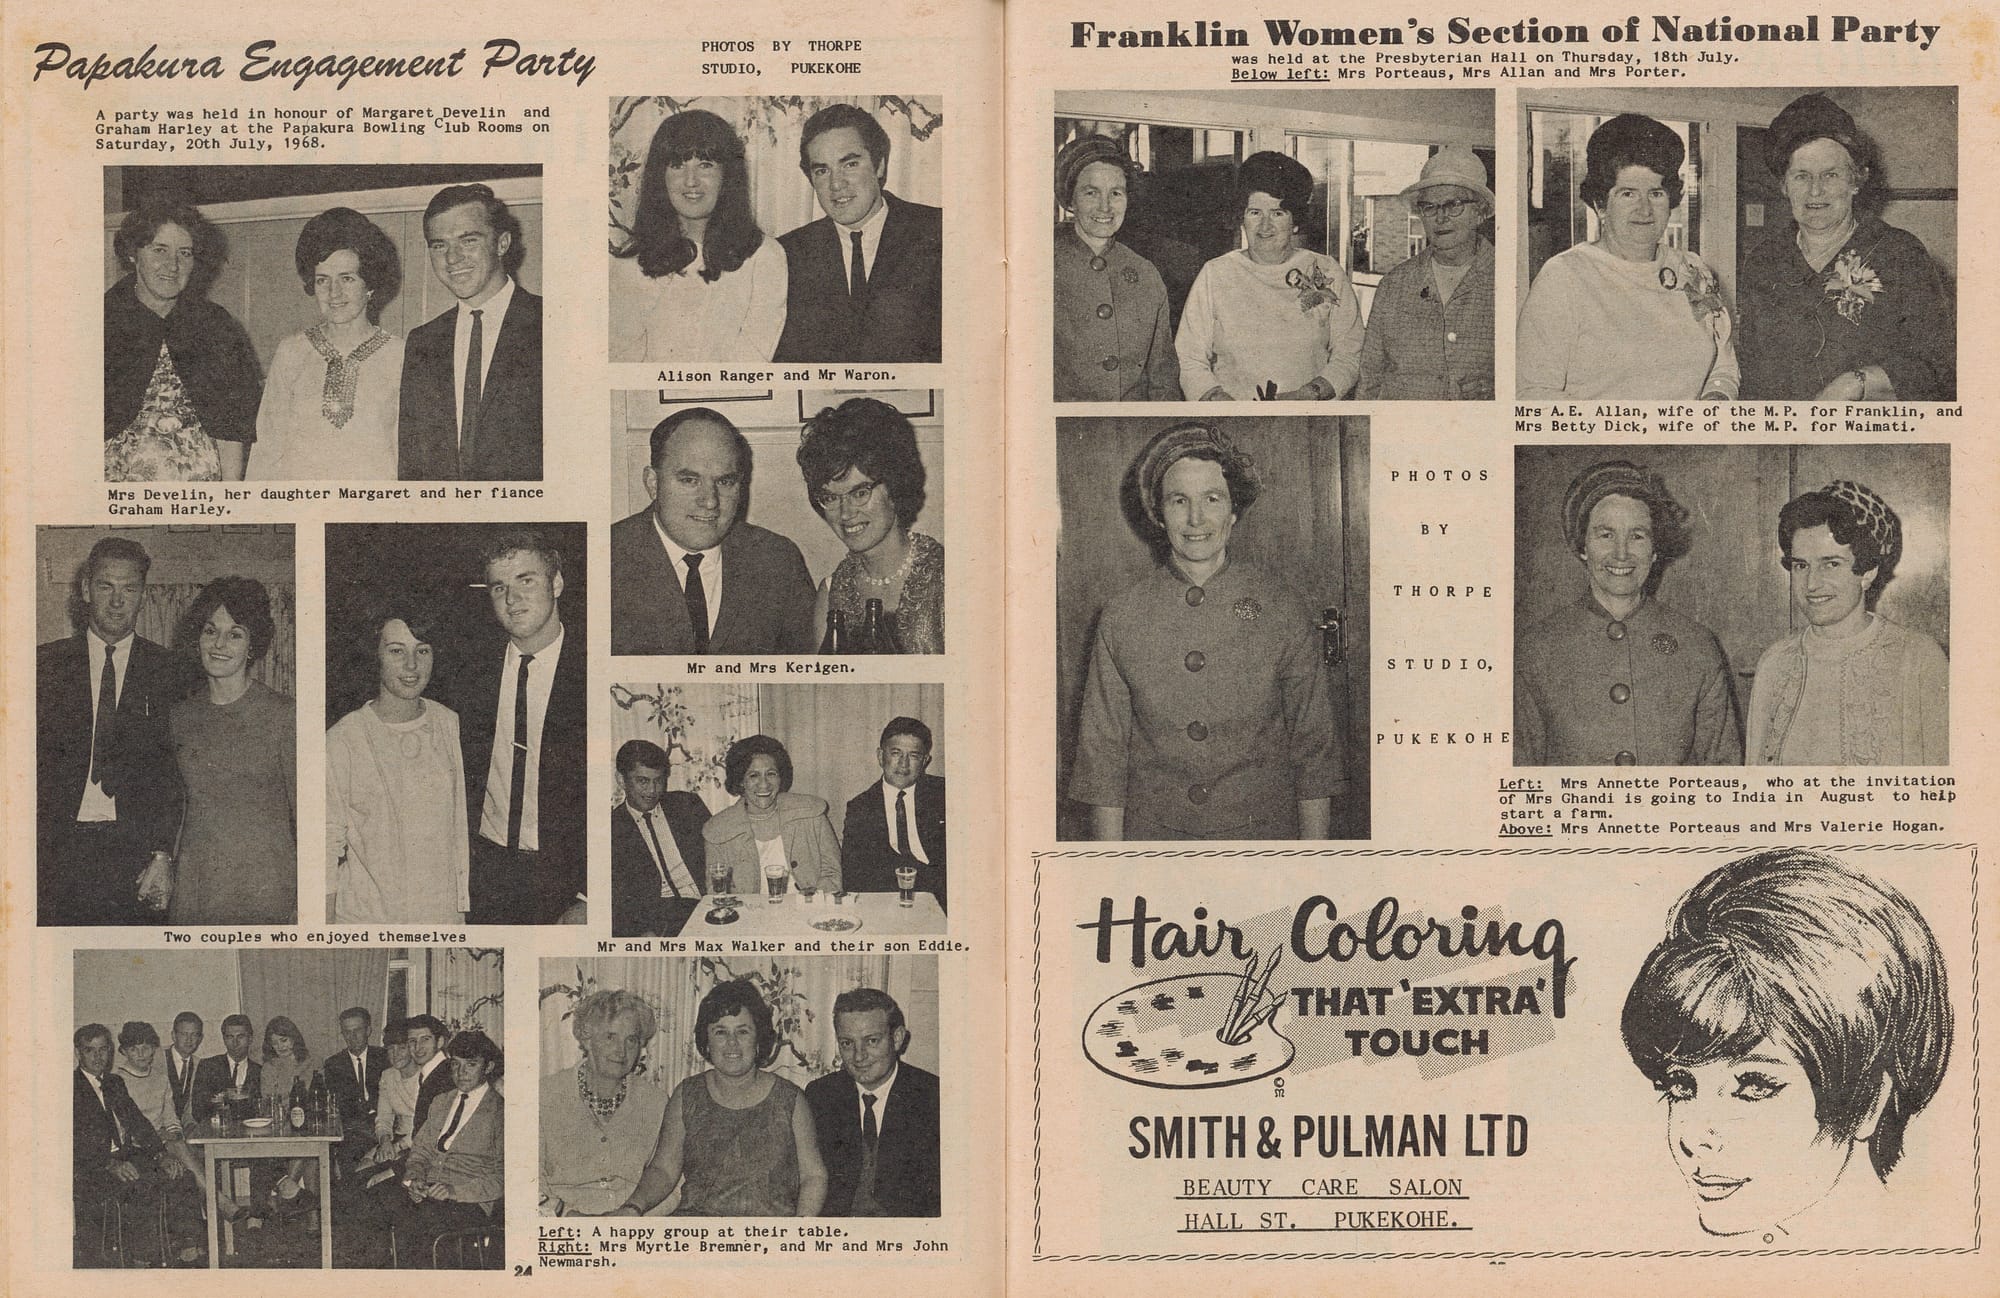 Papakura Engagement Party
PHOTOS BY THORPE
STUDIO, PUKEKOHE
A party was held in honour of Margaret Develin and
Graham Harley at the Papakura Bowling Club Rooms on
Saturday, 20th July, 1968.
Alison Ranger and Mr Waron.
Mrs Develin, her daughter Margaret and her fiance
Graham Harley.
Mr and Mrs Kerigen.
Two couples who enjoyed themselves
Mr and Mrs Max Walker and their son Eddie.
Left: A happy group at their table.
Right: Mrs Myrtle Bremner, and Mr and Mrs John
Newmarsh.
24
Franklin Women's Section of National Party
was held at the Presbyterian Hall on Thursday, 18th July.
Below left: Mrs Porteaus, Mrs Allan and Mrs Porter.
Mrs A.E. Allan, wife of the M.P. for Franklin, and
Mrs Betty Dick, wife of the M.P. for Waimati.
PHOTOS
BY
THORPE
STUDIO,
PUKEKOHE
Left: Mrs Annette Porteaus, who at the invitation
of Mrs Ghandi is going to India in August to help
start a farm.
Above: Mrs Annette Porteaus and Mrs Valerie Hogan.
Hair Coloring
THAT 'EXTRA'
TOUCH
SMITH & PULMAN LTD
BEAUTY CARE SALON
HALL ST. PUKEKOHE.